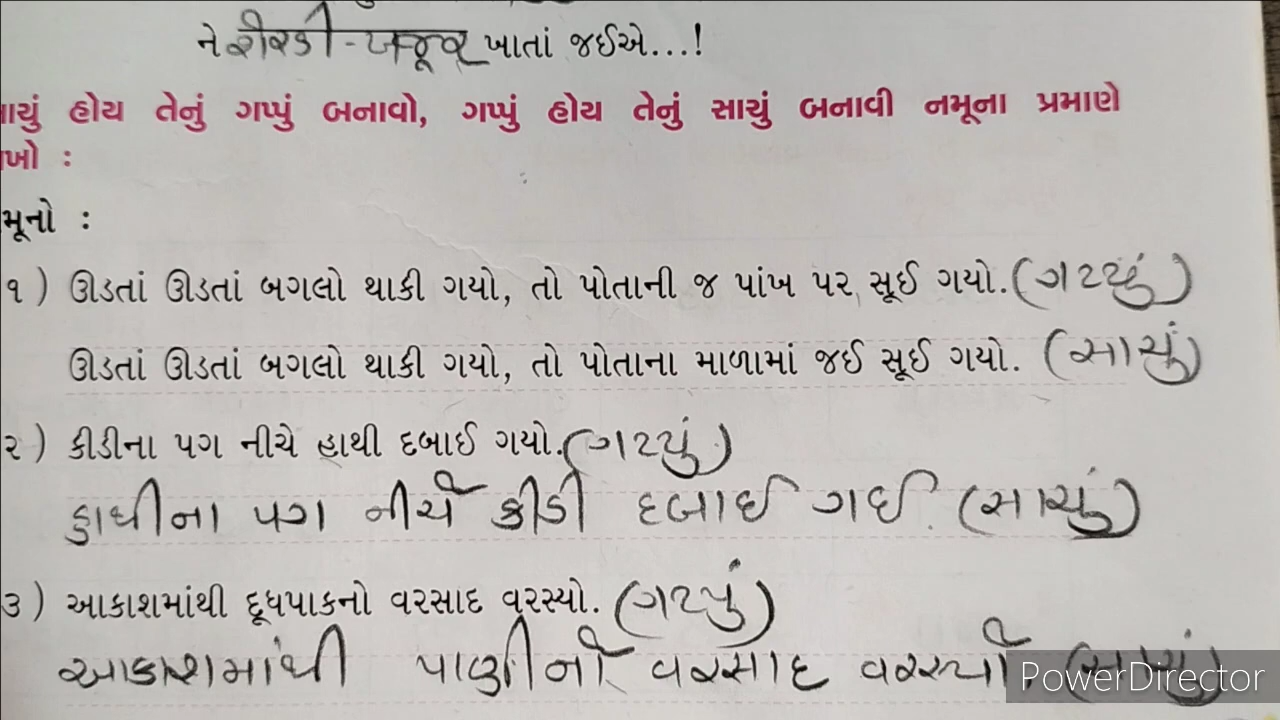 ને શેરડી-ખજૂર ખાતાં જઈએ...!
ાચું હોય તેનું ગપ્પું બનાવો, ગપ્પું હોય તેનું સાચું બનાવી નમૂના પ્રમાણે
ખો :
મૂનો :
૧) ઊડતાં ઊડતાં બગલો થાકી ગયો, તો પોતાની જ પાંખ પર સૂઈ ગયો. (ગપ્પું)
ઊડતાં ઊડતાં બગલો થાકી ગયો, તો પોતાના માળામાં જઈ સૂઈ ગયો. (સાચું)
૨) કીડીના પગ નીચે હાથી દબાઈ ગયો. (ગપ્પું)
હાથીના પગ નીચે કીડી દબાઈ ગઈ. (સાચું)
૩) આકાશમાંથી દૂધપાકનો વરસાદ વરસ્યો. (ગપ્પું)
આકાશમાંથી પાણીનો વરસાદ વરસ્યો. (સાચું)
PowerDirector